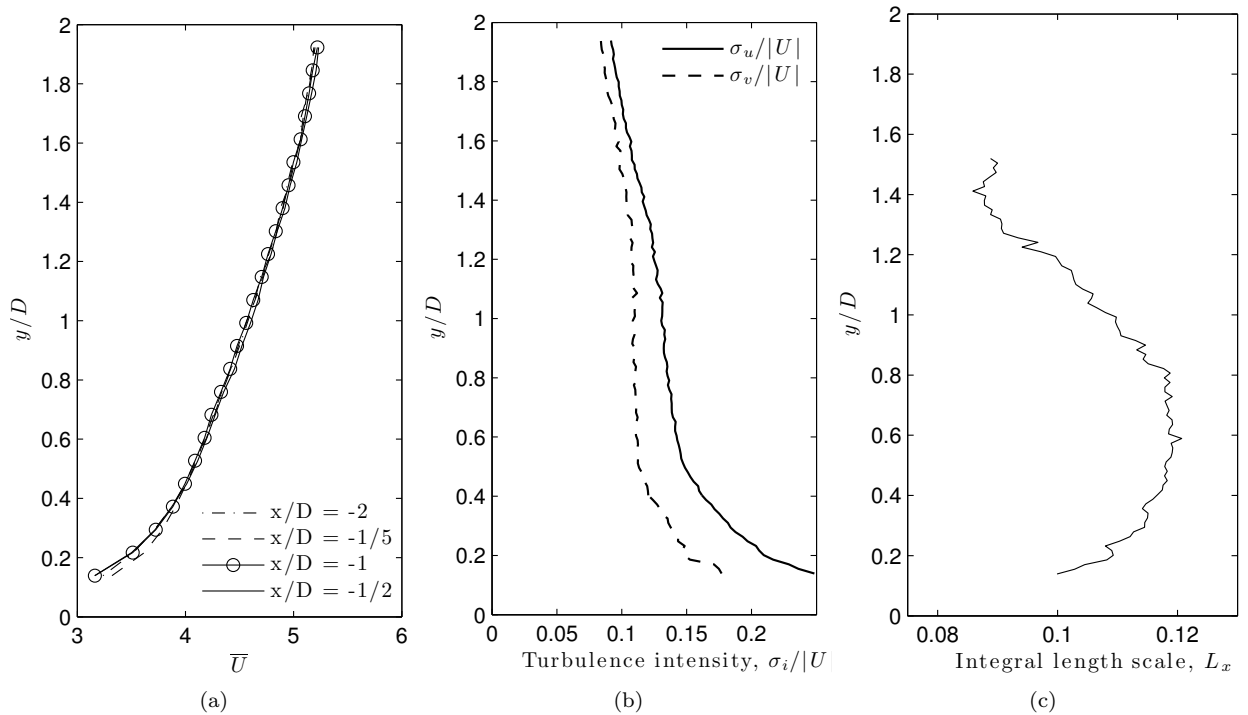 2
1.8
1.6
1.4
1.2
1
0.8
0.6
0.4
0.2
0
y/D
3 4 5 6
U̅
x/D = -2
x/D = -1/5
x/D = -1
x/D = -1/2
(a)
2
1.8
1.6
1.4
1.2
1
0.8
0.6
0.4
0.2
0
y/D
0 0.05 0.1 0.15 0.2
Turbulence intensity, σ_i/|U
σ_u/|U|
σ_v/|U|
(b)
2
1.8
1.6
1.4
1.2
1
0.8
0.6
0.4
0.2
0
y/D
0.08 0.1 0.12
Integral length scale, L_x
(c)